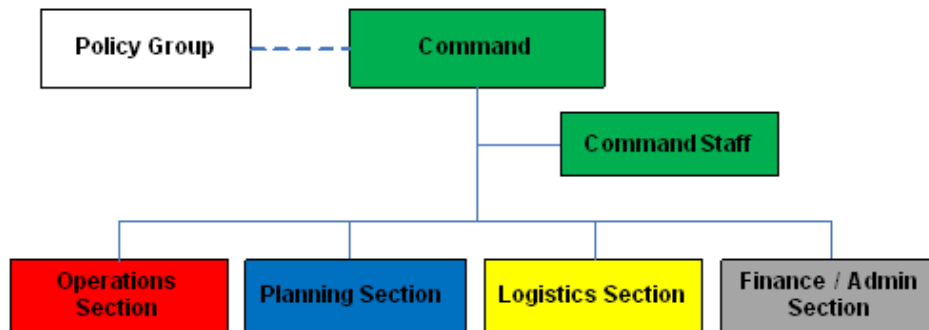 Policy Group
Command
Command Staff
Operations
Section
Planning Section
Logistics Section
Finance / Admin
Section